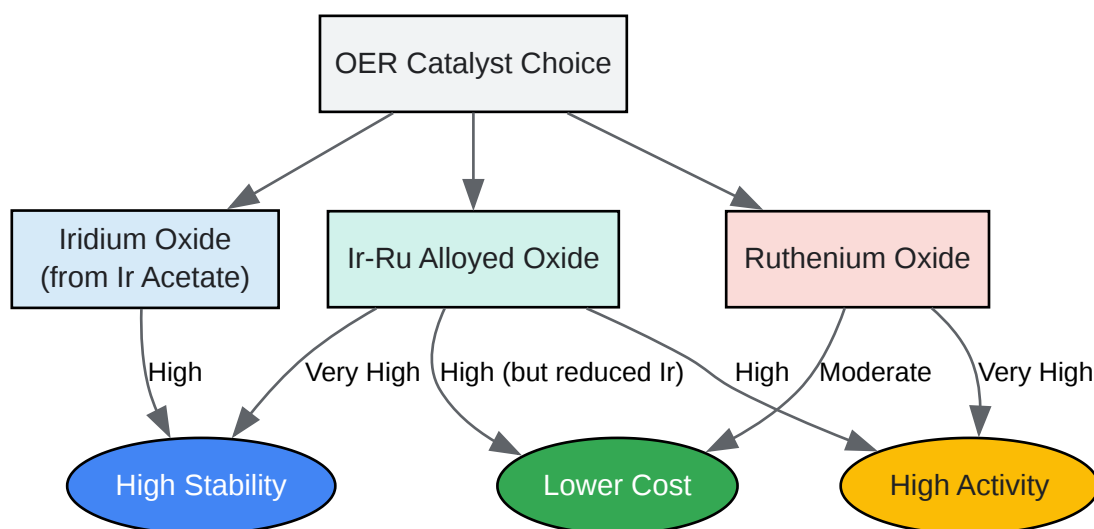 OER Catalyst Choice
Iridium Oxide
(from Ir Acetate)
Ir-Ru Alloyed Oxide
Ruthenium Oxide
High
Very High
High (but reduced Ir)
High
Moderate
Very High
High Stability
Lower Cost
High Activity